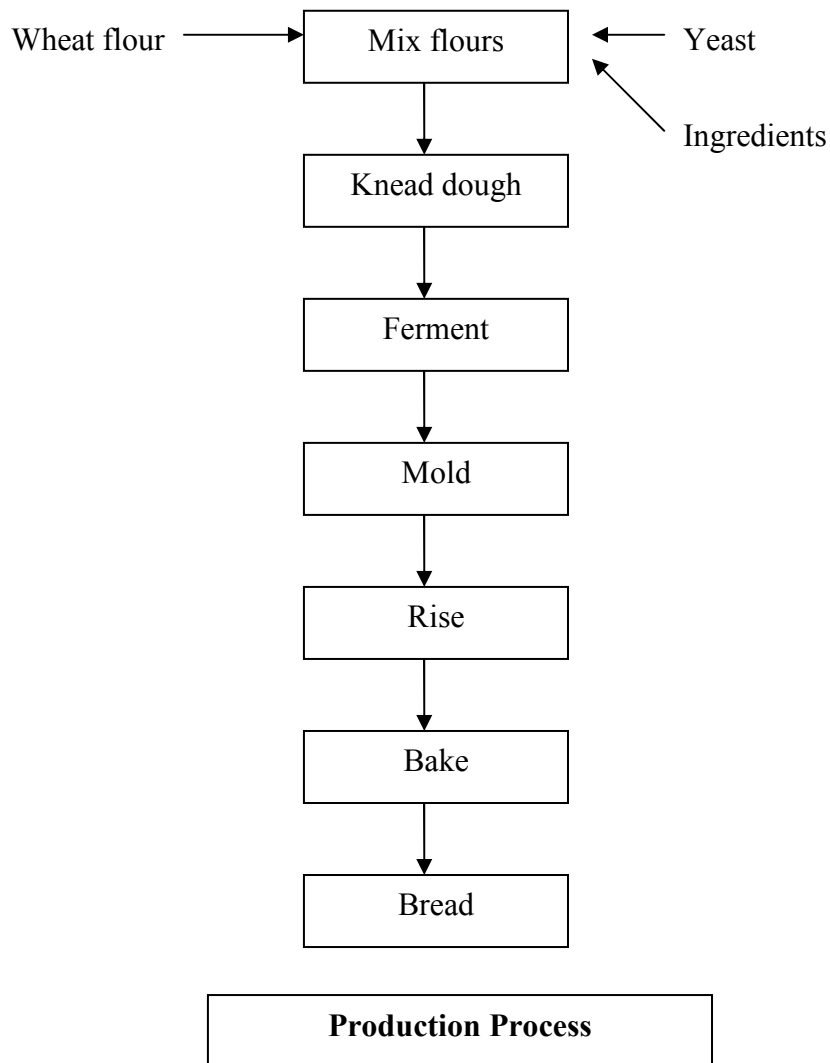 Wheat flour
Mix flours
Yeast
Ingredients
Knead dough
Ferment
Mold
Rise
Bake
Bread
Production Process